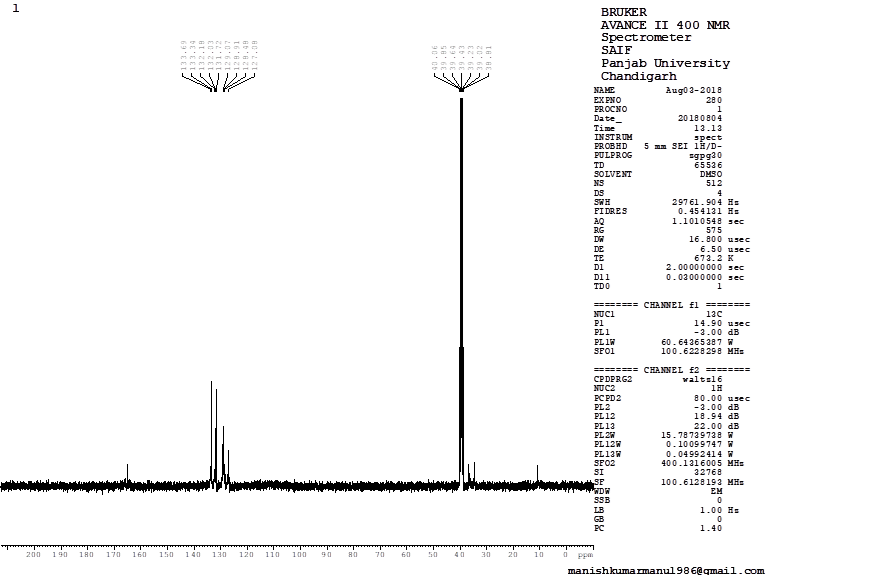 1
BRUKER
AVANCE II 400 NMR
Spectrometer
SAIF
Panjab University
Chandigarh
133.69 133.34 132.18 132.03 131.72 129.07 128.91 128.48 127.08
40.06 39.85 39.64 39.43 39.23 39.02 38.81
NAME Aug03-2018
EXPNO 280
PROCNO 1
Date_ 20180804
Time 13.13
INSTRUM spect
PROBHD 5 mm SEI 1H/D-
PULPROG zgpg30
TD 65536
SOLVENT DMSO
NS 512
DS 4
SWH 29761.904 Hz
FIDRES 0.454131 Hz
AQ 1.1010548 sec
RG 575
DW 16.800 usec
DE 6.50 usec
TE 673.2 K
D1 2.00000000 sec
D11 0.03000000 sec
TD0 1
======== CHANNEL f1 ========
NUC1 13C
P1 14.90 usec
PL1 -3.00 dB
PL1W 60.64365387 W
SFO1 100.6228298 MHz
======== CHANNEL f2 ========
CPDPRG2 waltz16
NUC2 1H
PCPD2 80.00 usec
PL2 -3.00 dB
PL12 18.94 dB
PL13 22.00 dB
PL2W 15.78739738 W
PL12W 0.10099747 W
PL13W 0.04992414 W
SFO2 400.1316005 MHz
SI 32768
SF 100.6128193 MHz
WDW EM
SSB 0
LB 1.00 Hz
GB 0
PC 1.40
200 190 180 170 160 150 140 130 120 110 100 90 80 70 60 50 40 30 20 10 0 ppm
manishkumarmanu1986@gmail.com